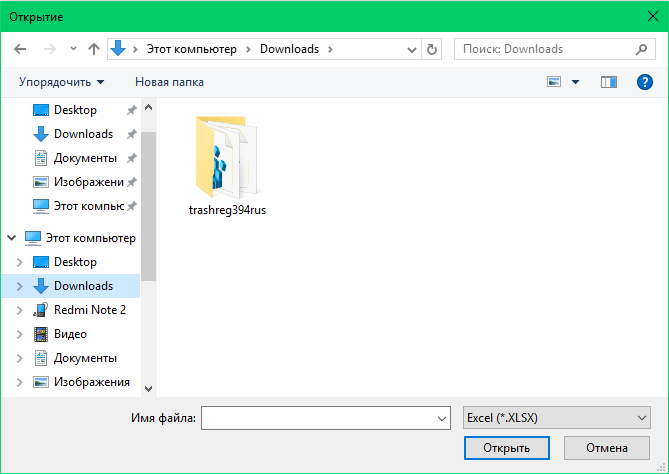 Открытие
Этот компьютер Downloads
Поиск: Downloads
Упорядочить Новая папка
?
Desktop
Downloads
Документы
Изображени
Этот компьк
Этот компьютер
Desktop
Downloads
Redmi Note 2
Видео
Документы
Изображения
trashreg394rus
Имя файла:
Excel (*.XLSX)
Открыть Отмена